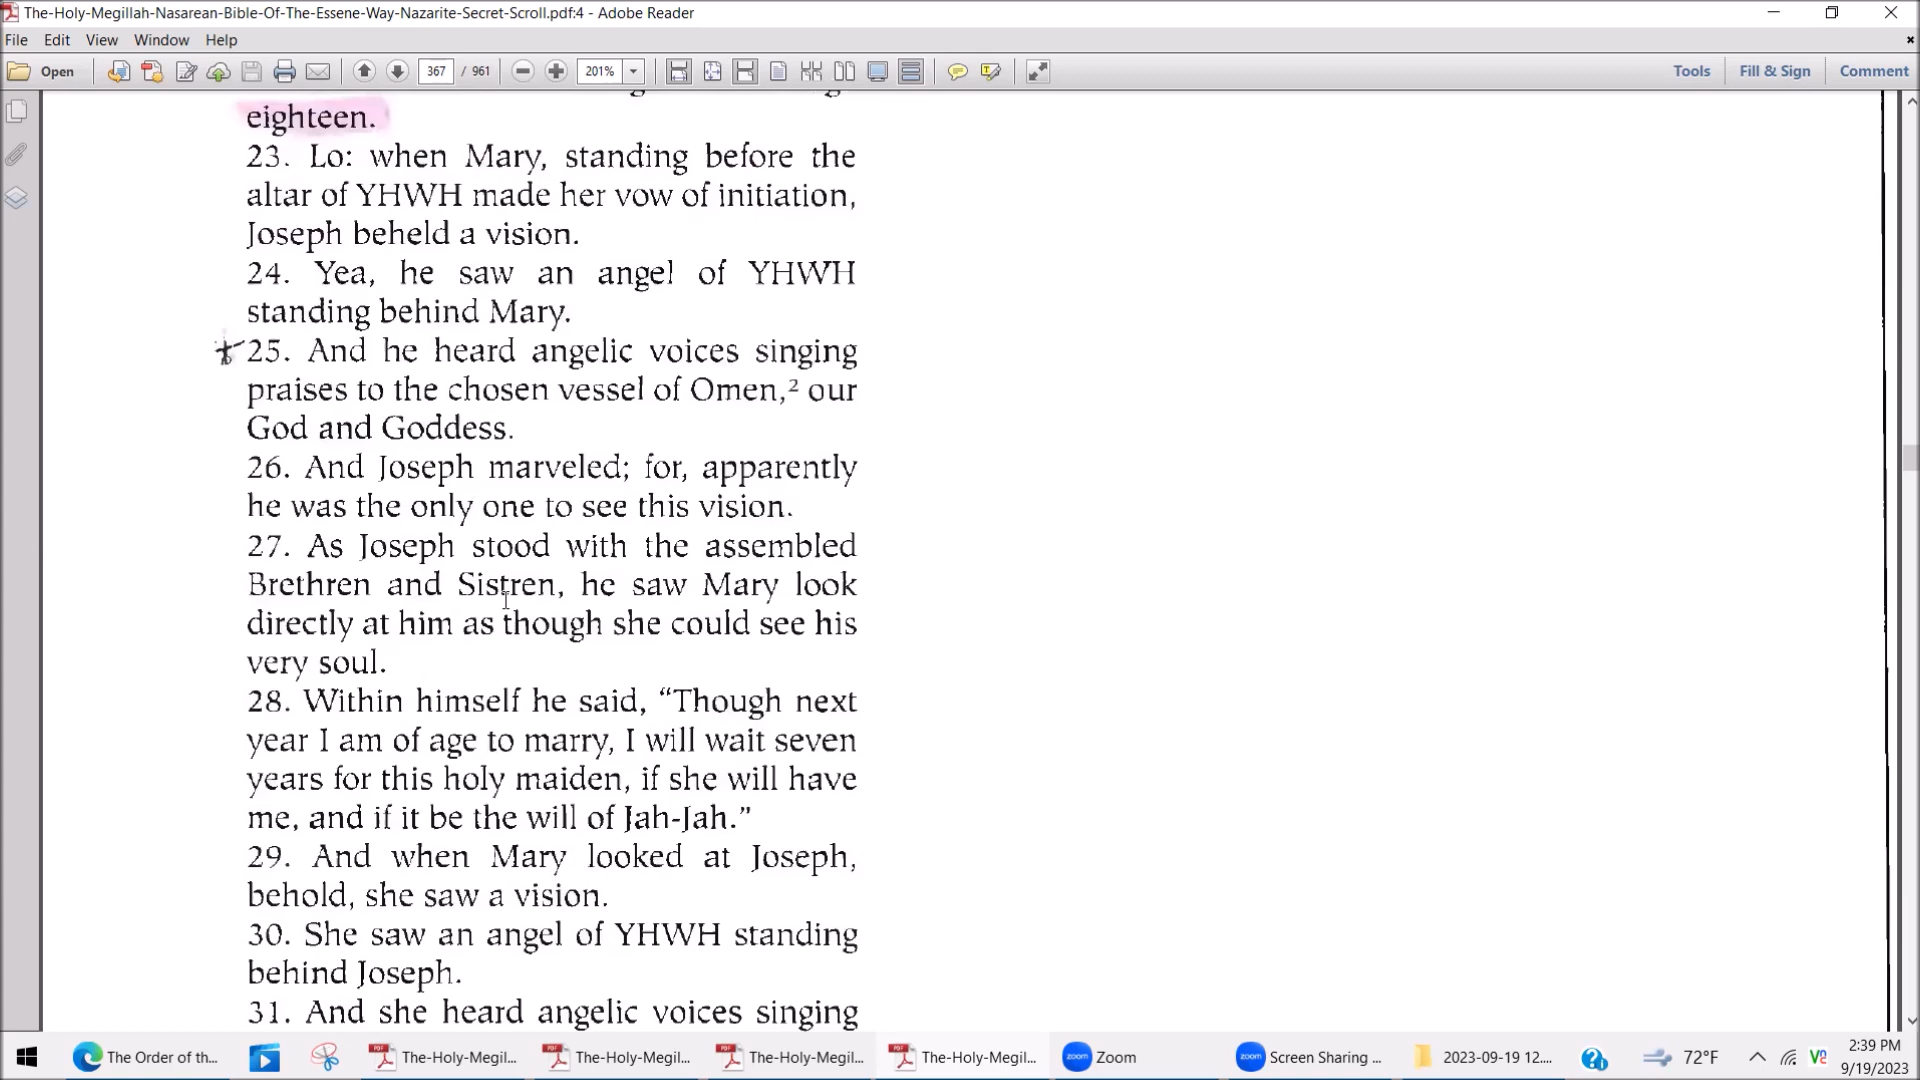 The-Holy-Megillah-Nasarean-Bible-Of-The-Essene-Way-Nazarite-Secret-Scroll.pdf:4 - Adobe Reader
File Edit View Window Help
Open 367 / 961 201% Tools Fill & Sign Comment
eighteen.
23. Lo: when Mary, standing before the
altar of YHWH made her vow of initiation,
Joseph beheld a vision.
24. Yea, he saw an angel of YHWH
standing behind Mary.
25. And he heard angelic voices singing
praises to the chosen vessel of Omen,² our
God and Goddess.
26. And Joseph marveled; for, apparently
he was the only one to see this vision.
27. As Joseph stood with the assembled
Brethren and Sistren, he saw Mary look
directly at him as though she could see his
very soul.
28. Within himself he said, “Though next
year I am of age to marry, I will wait seven
years for this holy maiden, if she will have
me, and if it be the will of Jah-Jah.”
29. And when Mary looked at Joseph,
behold, she saw a vision.
30. She saw an angel of YHWH standing
behind Joseph.
31. And she heard angelic voices singing
The Order of th... The-Holy-Megil... The-Holy-Megil... The-Holy-Megil... The-Holy-Megil... Zoom Screen Sharing ... 2023-09-19 12.... 72°F 2:39 PM
9/19/2023